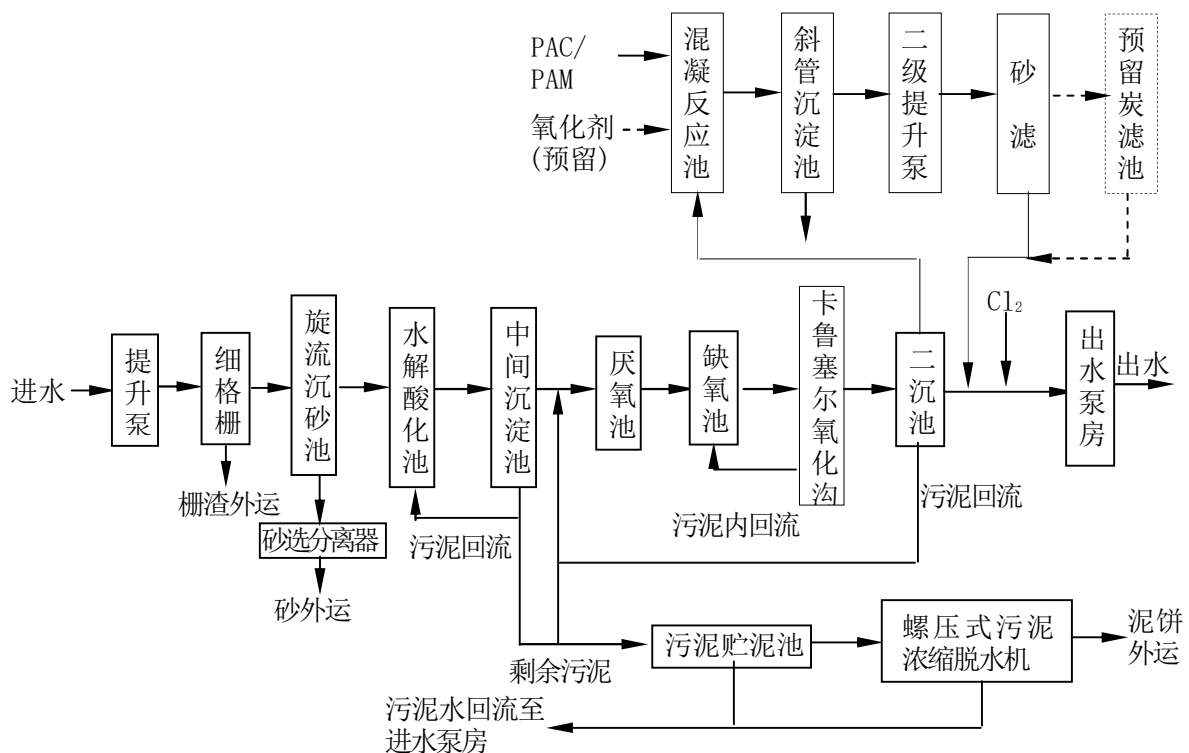 PAC/
PAM
氧化剂
(预留)
混凝反应池
斜管沉淀池
二级提升泵
砂滤
预留炭滤池
进水
提升泵
细格栅
旋流沉砂池
水解酸化池
中间沉淀池
厌氧池
缺氧池
卡鲁塞尔氧化沟
二沉池
Cl₂
出水泵房
出水
栅渣外运
砂选分离器
砂外运
污泥回流
污泥内回流
污泥回流
剩余污泥
污泥贮泥池
螺压式污泥
浓缩脱水机
泥饼
外运
污泥水回流至
进水泵房